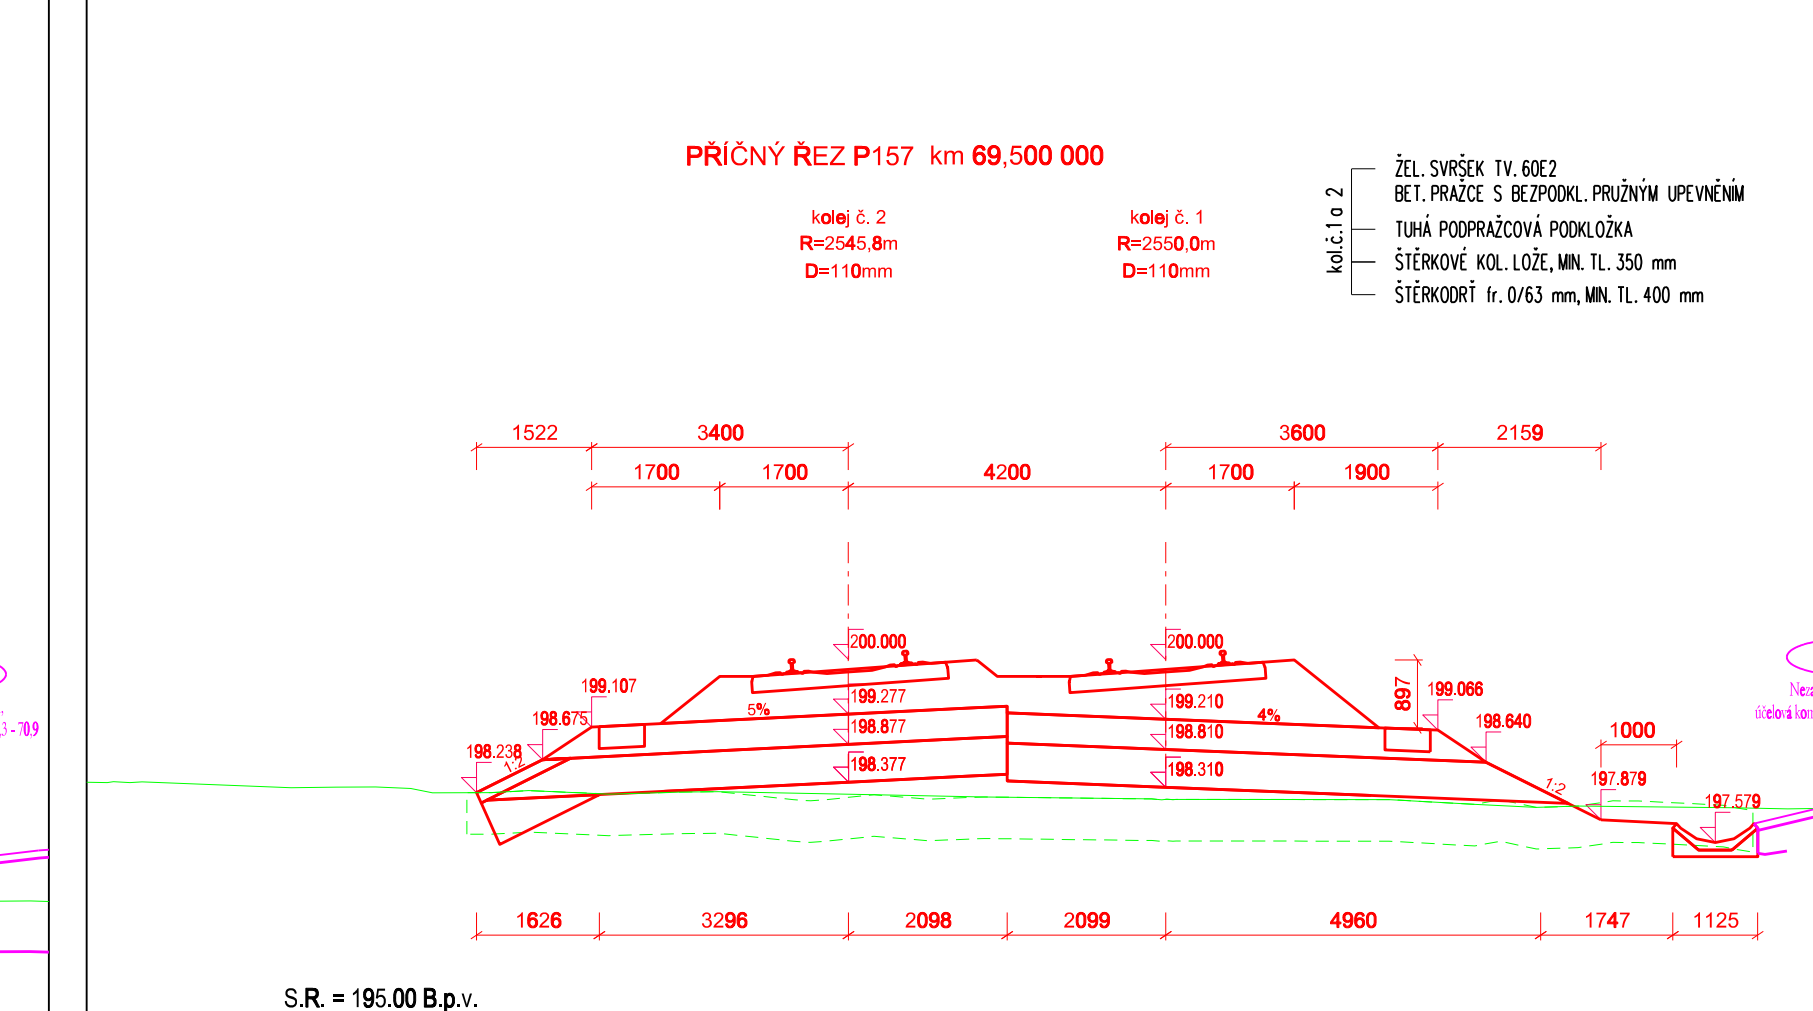 PŘÍČNÝ ŘEZ P157 km 69,500 000
kolej č. 2
R=2545,8m
D=110mm
kolej č. 1
R=2550,0m
D=110mm
kol.č.1 a 2
ŽEL. SVRŠEK TV. 60E2
BET. PRAŽCE S BEZPODKL. PRUŽNÝM UPEVNĚNÍM
TUHÁ PODPRAŽCOVÁ PODKLOŽKA
ŠTĚRKOVÉ KOL. LOŽE, MIN. TL. 350 mm
ŠTĚRKODRŤ fr. 0/63 mm, MIN. TL. 400 mm
1522 3400 3600 2159
1700 1700 4200 1700 1900
200.000 200.000
199.107 199.277 199.210 897 199.066
198.675 5% 4% 198.640
198.238 1:2 198.877 198.810 1000
198.377 198.310 1:2 197.879
197.579
,3 - 70,9
účelová
1626 3296 2098 2099 4960 1747 1125
S.R. = 195.00 B.p.v.